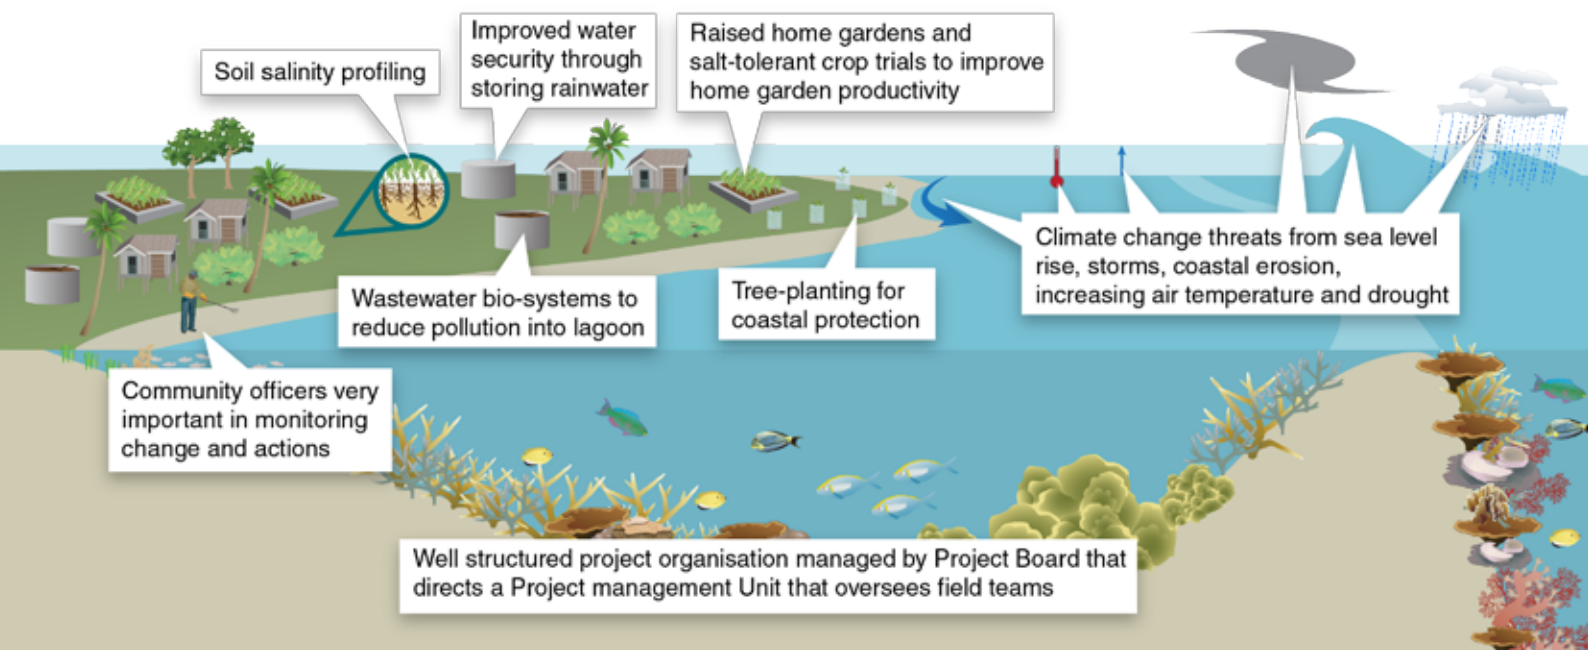 Soil salinity profiling
Improved water
security through
storing rainwater
Raised home gardens and
salt-tolerant crop trials to improve
home garden productivity
Climate change threats from sea level
rise, storms, coastal erosion,
increasing air temperature and drought
Wastewater bio-systems to
reduce pollution into lagoon
Tree-planting for
coastal protection
Community officers very
important in monitoring
change and actions
Well structured project organisation managed by Project Board that
directs a Project management Unit that oversees field teams